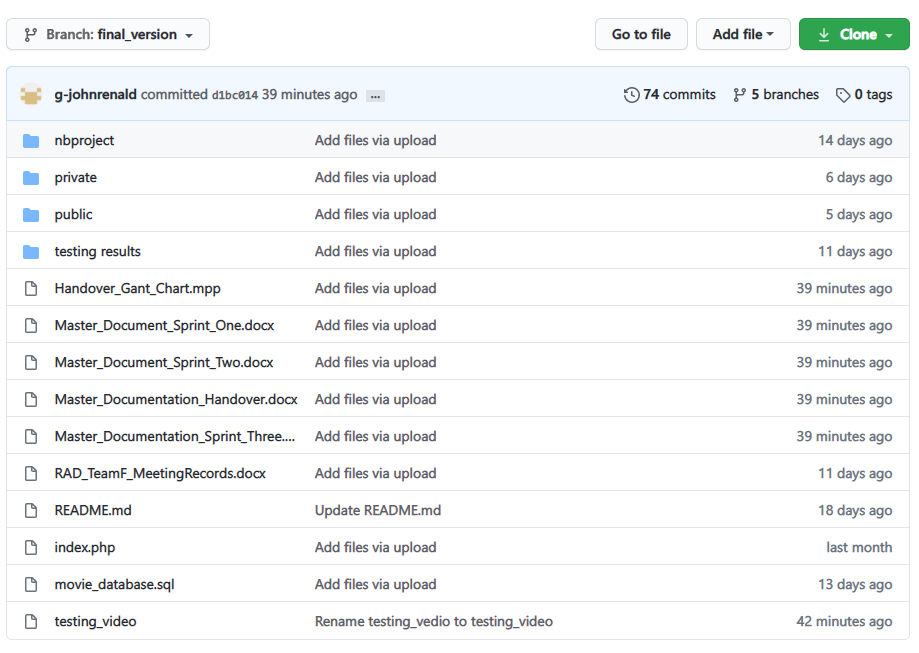 Branch: final_version
Go to file
Add file
Clone
g-johnrenald committed d1bc014 39 minutes ago ...
74 commits
5 branches
0 tags
nbproject Add files via upload 14 days ago
private Add files via upload 6 days ago
public Add files via upload 5 days ago
testing results Add files via upload 11 days ago
Handover_Gant_Chart.mpp Add files via upload 39 minutes ago
Master_Document_Sprint_One.docx Add files via upload 39 minutes ago
Master_Document_Sprint_Two.docx Add files via upload 39 minutes ago
Master_Documentation_Handover.docx Add files via upload 39 minutes ago
Master_Documentation_Sprint_Three.... Add files via upload 39 minutes ago
RAD_TeamF_MeetingRecords.docx Add files via upload 11 days ago
README.md Update README.md 18 days ago
index.php Add files via upload last month
movie_database.sql Add files via upload 13 days ago
testing_video Rename testing_vedio to testing_video 42 minutes ago